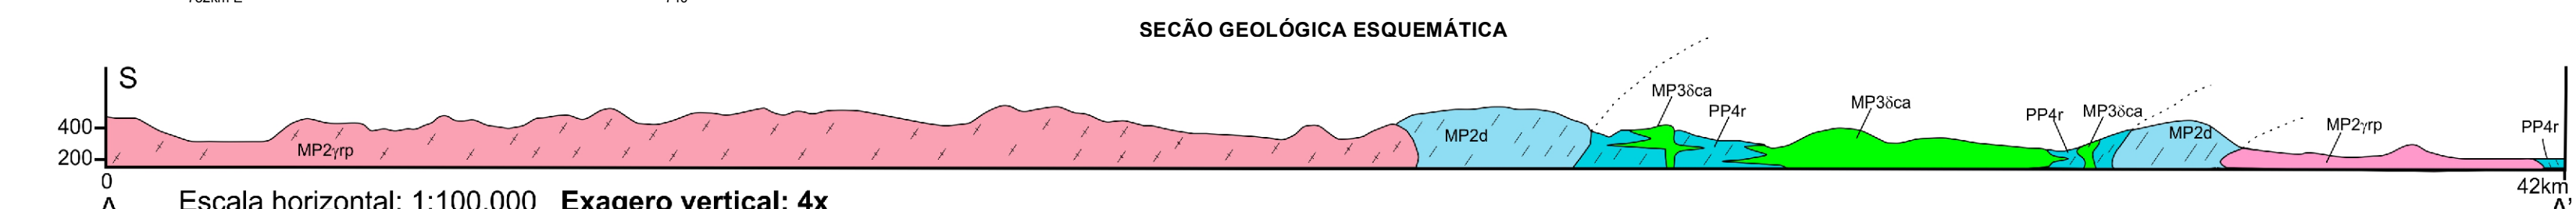 SECÃO GEOLÓGICA ESQUEMÁTICA
S
MP3δca
PP4r
MP3δca
PP4r
MP3δca
MP2γrp
PP4r
400
MP2d
MP2d
200
MP2γrp
0
42km
A
Escala horizontal: 1:100.000 Exagero vertical: 4x
A'